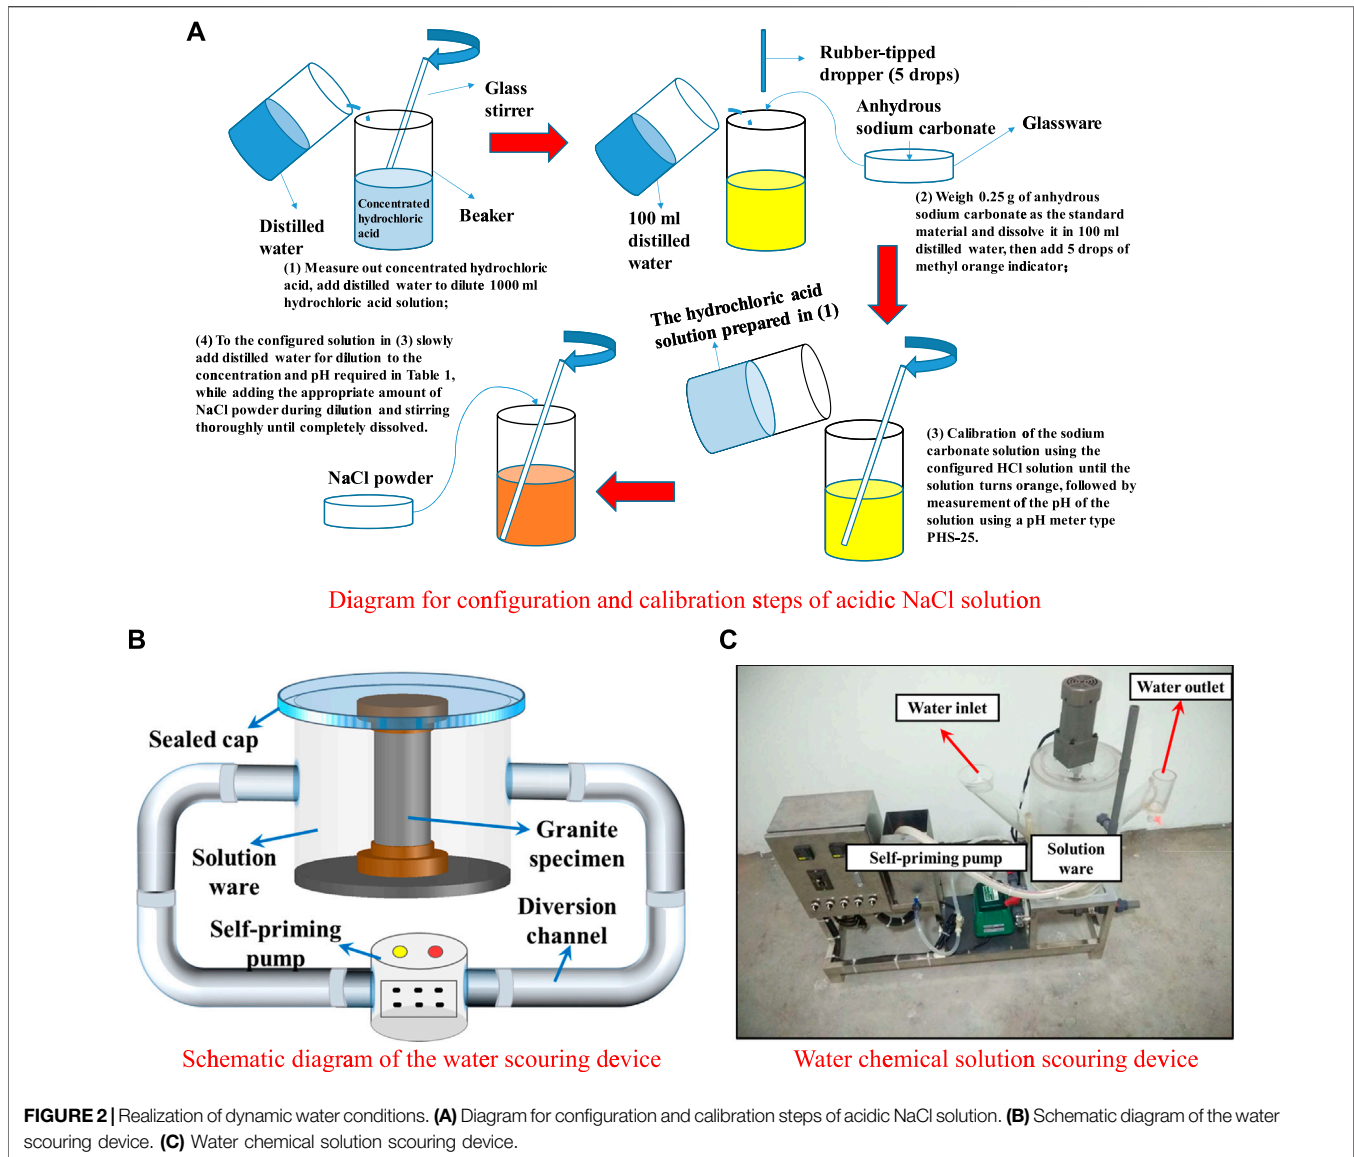 A
Glass
stirrer
Concentrated
hydrochloric
acid
Distilled
water
Beaker
(1) Measure out concentrated hydrochloric
acid, add distilled water to dilute 1000 ml
hydrochloric acid solution;
Rubber-tipped
dropper (5 drops)
Anhydrous
sodium carbonate
Glassware
100 ml
distilled
water
(2) Weigh 0.25 g of anhydrous
sodium carbonate as the standard
material and dissolve it in 100 ml
distilled water, then add 5 drops of
methyl orange indicator;
The hydrochloric acid
solution prepared in (1)
(3) Calibration of the sodium
carbonate solution using the
configured HCl solution until the
solution turns orange, followed by
measurement of the pH of the
solution using a pH meter type
PHS-25.
(4) To the configured solution in (3) slowly
add distilled water for dilution to the
concentration and pH required in Table 1,
while adding the appropriate amount of
NaCl powder during dilution and stirring
thoroughly until completely dissolved.
NaCl powder
Diagram for configuration and calibration steps of acidic NaCl solution
B
Sealed cap
Solution
ware
Granite
specimen
Self-priming
pump
Diversion
channel
Schematic diagram of the water scouring device
C
Water inlet
Water outlet
Self-priming pump
Solution
ware
Water chemical solution scouring device
FIGURE 2 | Realization of dynamic water conditions. (A) Diagram for configuration and calibration steps of acidic NaCl solution. (B) Schematic diagram of the water
scouring device. (C) Water chemical solution scouring device.